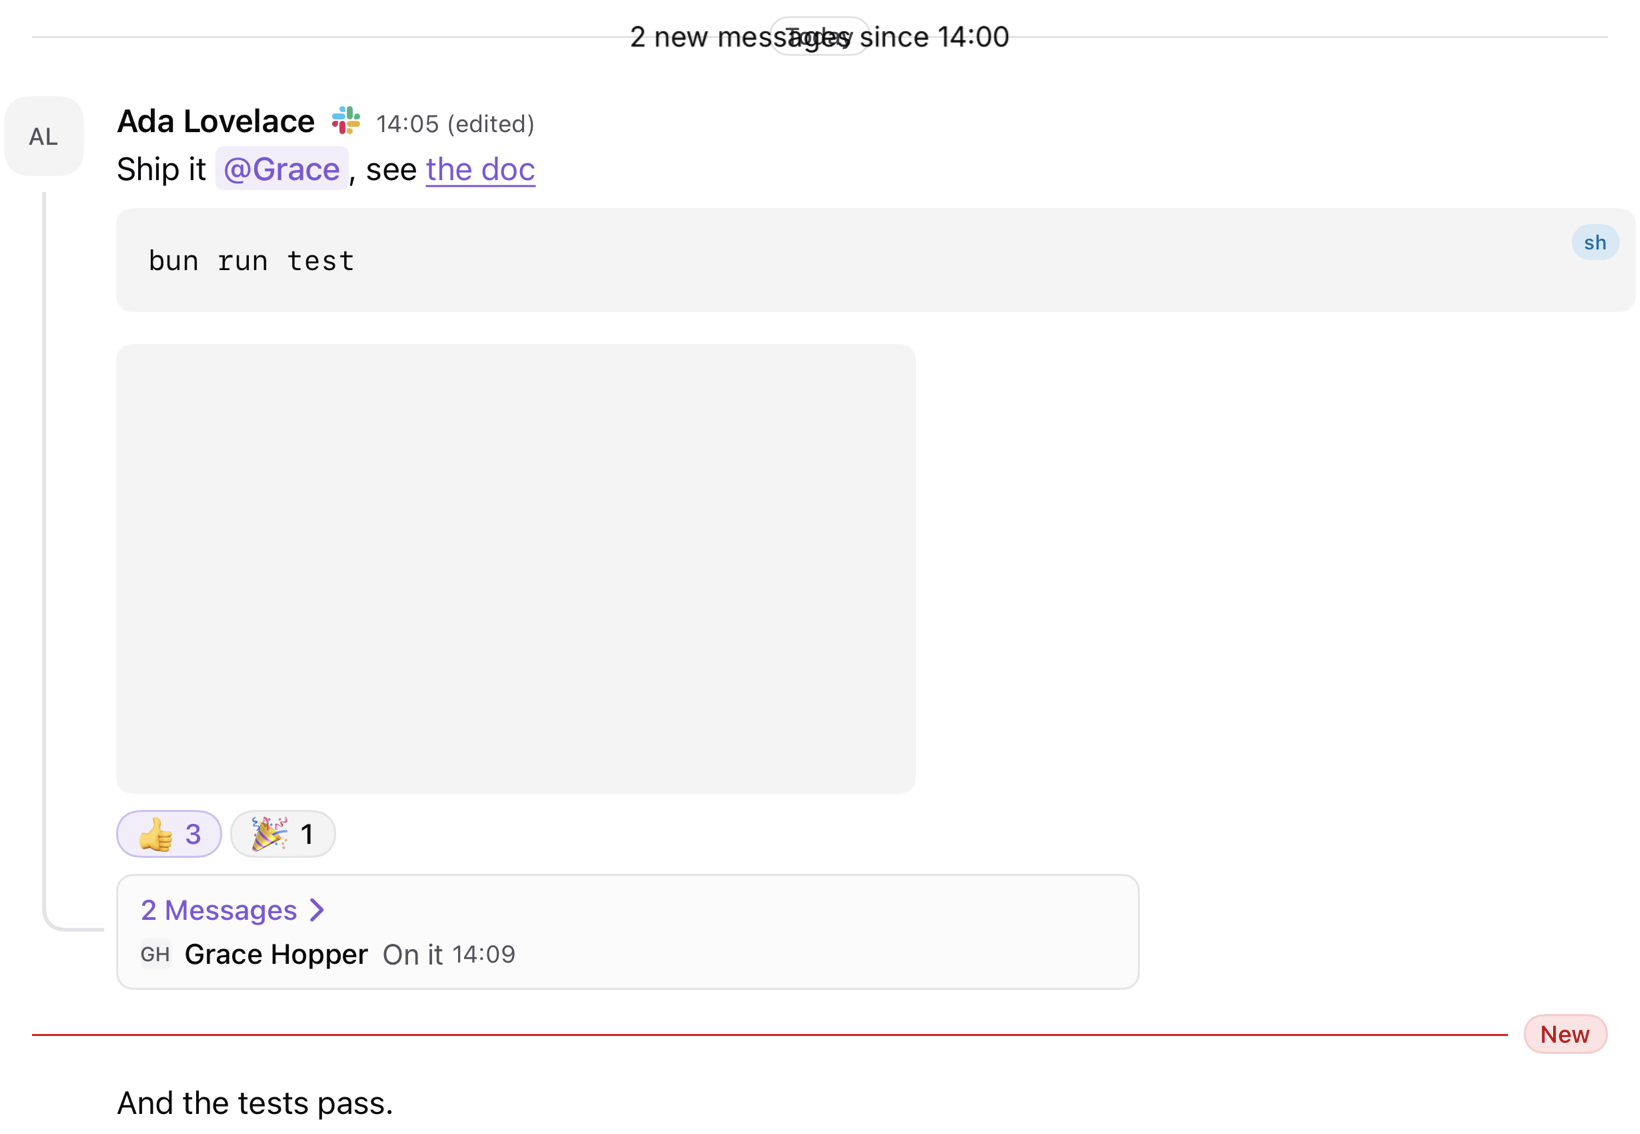 2 new messages since 14:00
Today
AL
Ada Lovelace 14:05 (edited)
Ship it @Grace, see the doc
sh
bun run test
👍 3 🎉 1
2 Messages
GH Grace Hopper On it 14:09
New
And the tests pass.